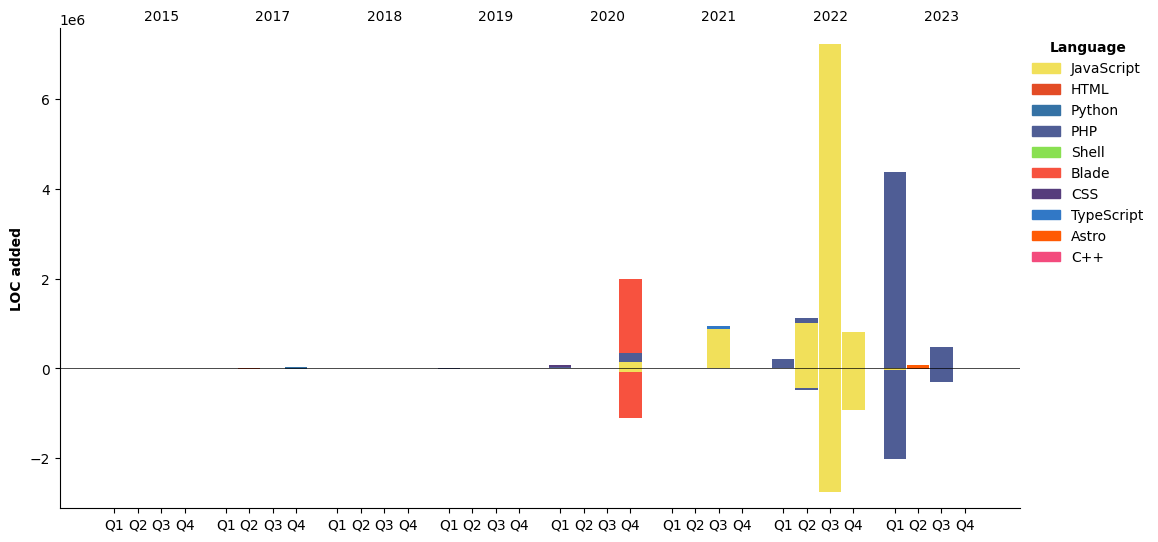 1e6 2015 2017 2018 2019 2020 2021 2022 2023
Language
JavaScript
HTML
Python
PHP
Shell
Blade
CSS
TypeScript
Astro
C++
LOC added
6
4
2
0
−2
Q1 Q2 Q3 Q4 Q1 Q2 Q3 Q4 Q1 Q2 Q3 Q4 Q1 Q2 Q3 Q4 Q1 Q2 Q3 Q4 Q1 Q2 Q3 Q4 Q1 Q2 Q3 Q4 Q1 Q2 Q3 Q4